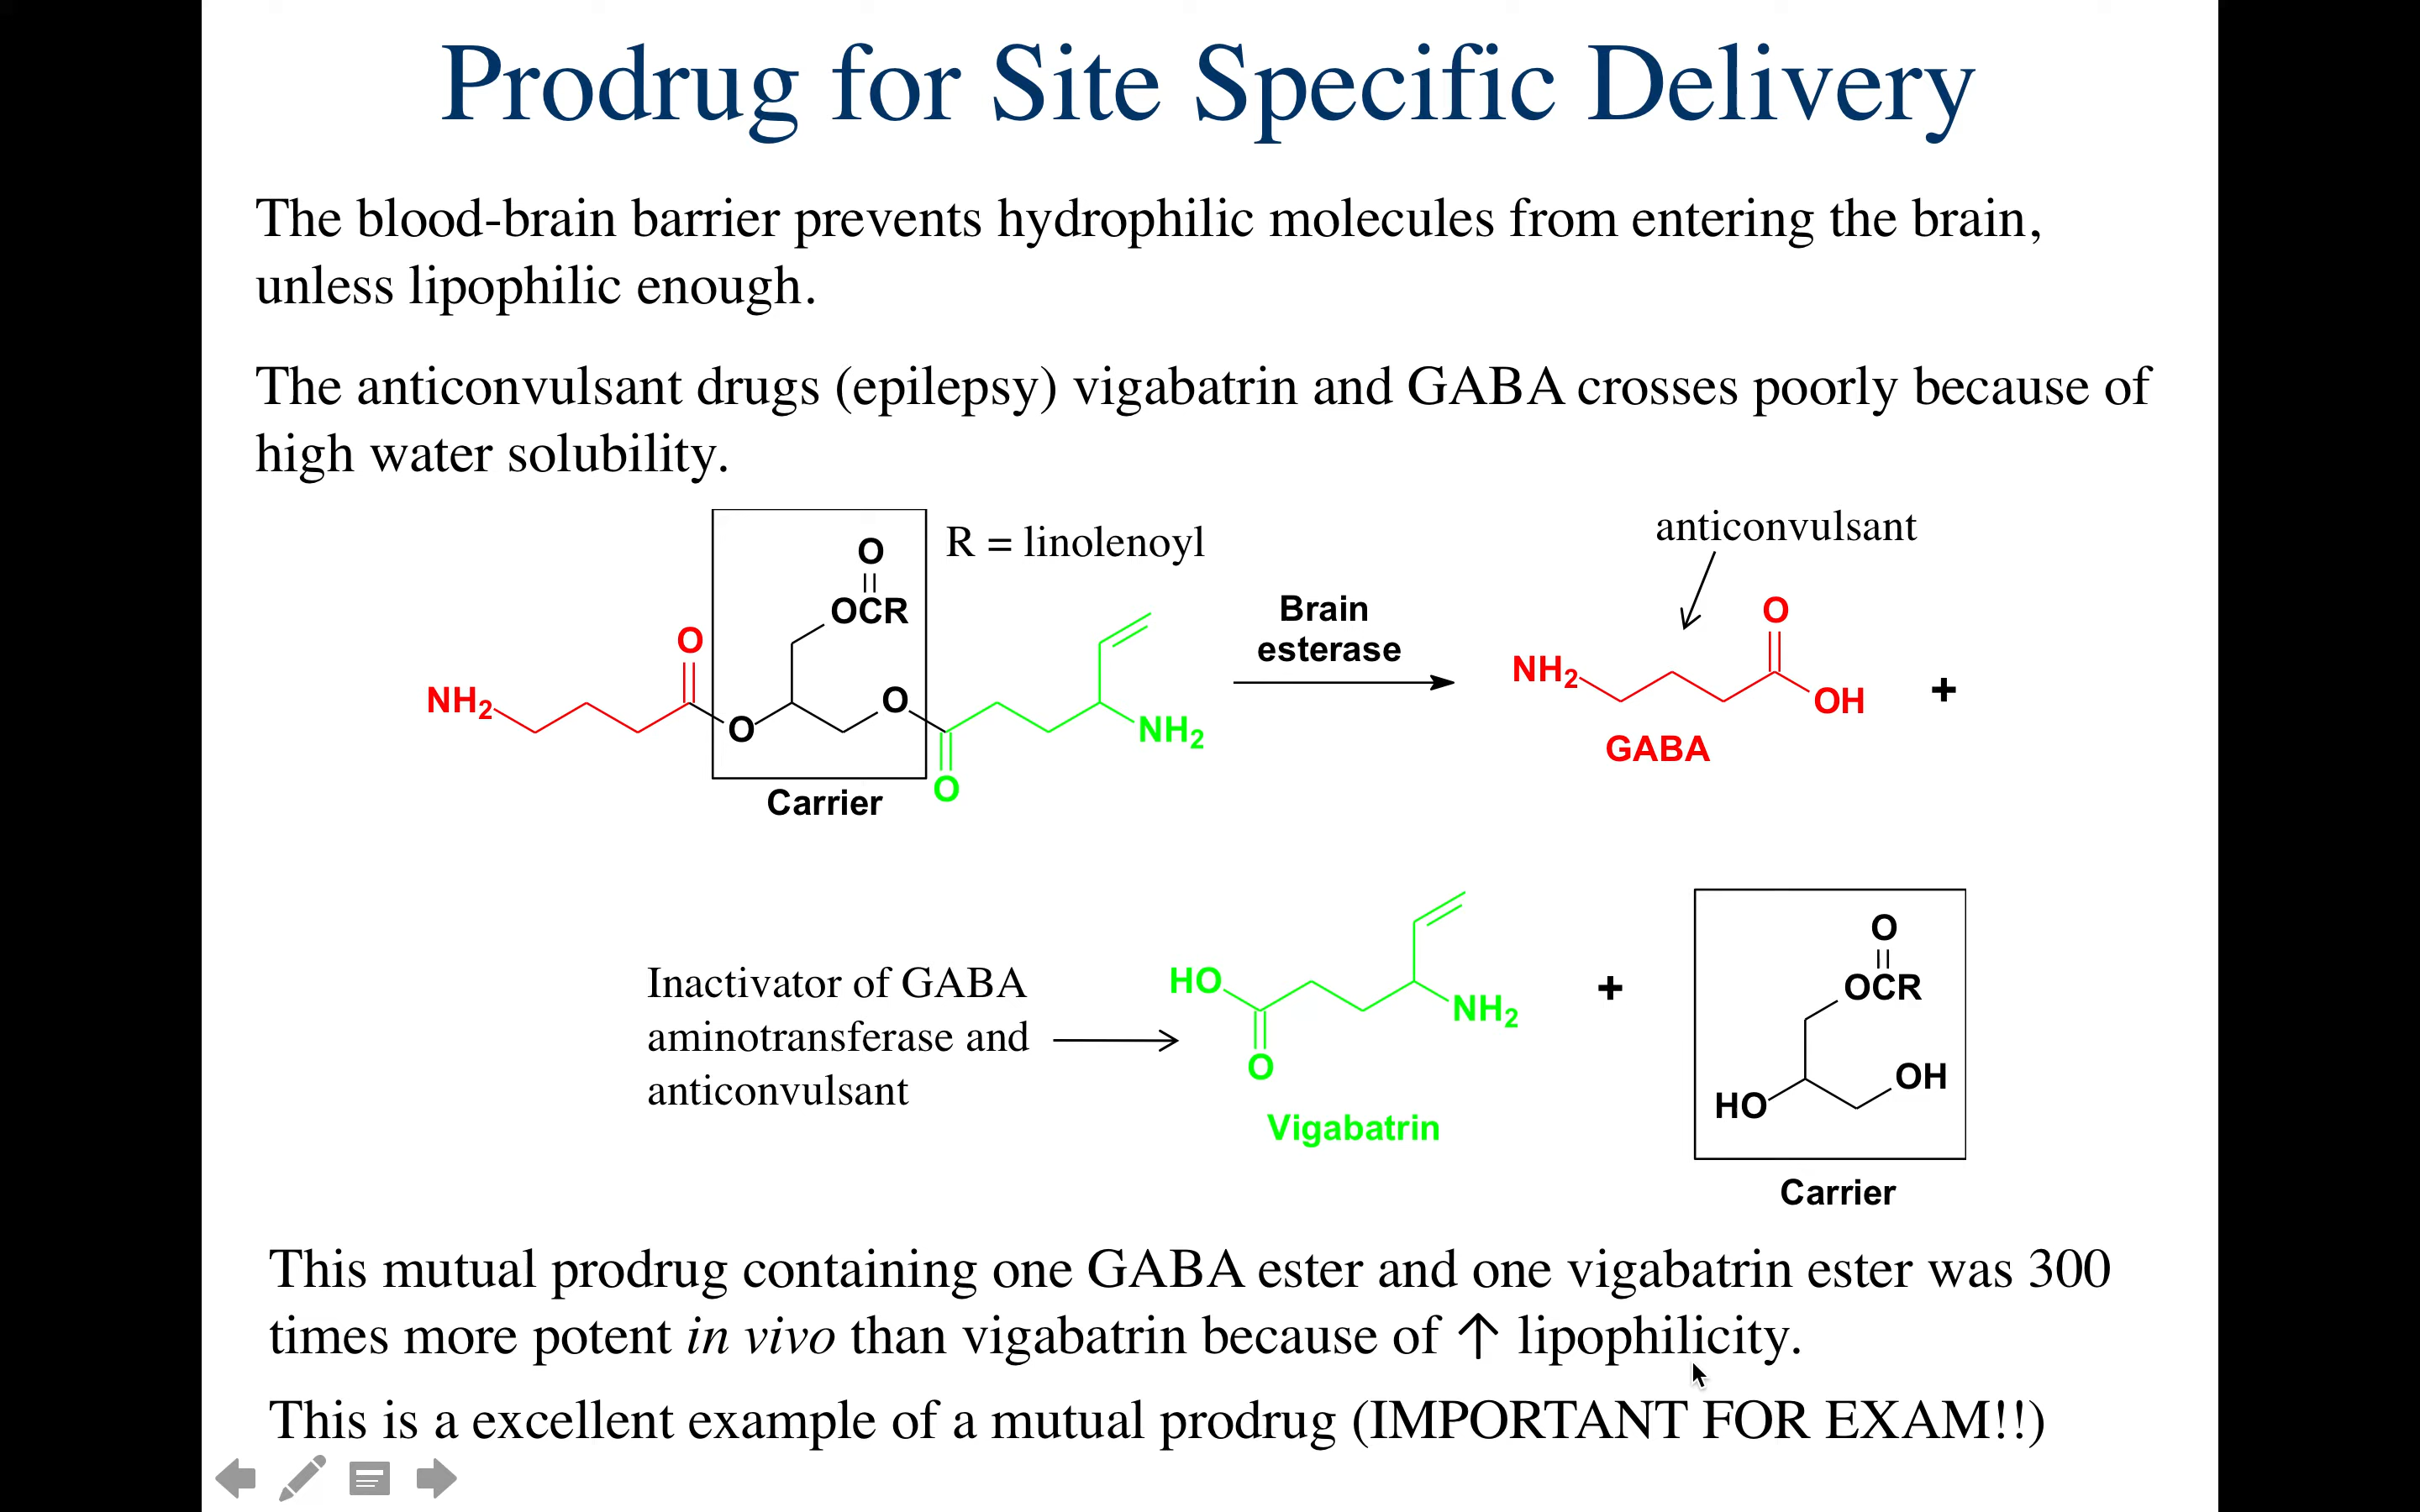 Prodrug for Site Specific Delivery
The blood-brain barrier prevents hydrophilic molecules from entering the brain,
unless lipophilic enough.
The anticonvulsant drugs (epilepsy) vigabatrin and GABA crosses poorly because of
high water solubility.
R = linolenoyl
O
OCR
O
NH2
O
O
NH2
O
Carrier
Brain
esterase
anticonvulsant
O
NH2
OH
GABA
+
Inactivator of GABA
aminotransferase and
anticonvulsant
HO
NH2
O
Vigabatrin
+
O
OCR
OH
HO
Carrier
This mutual prodrug containing one GABA ester and one vigabatrin ester was 300
times more potent in vivo than vigabatrin because of ↑ lipophilicity.
This is a excellent example of a mutual prodrug (IMPORTANT FOR EXAM!!)